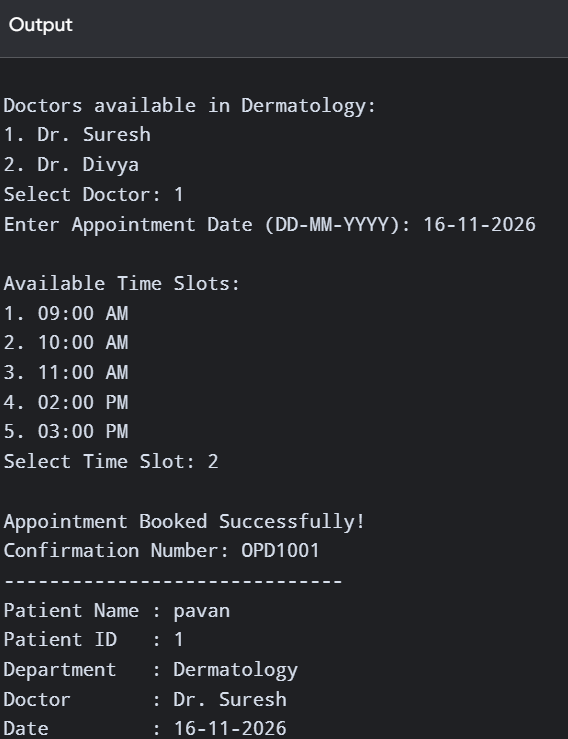 Output
Doctors available in Dermatology:
1. Dr. Suresh
2. Dr. Divya
Select Doctor: 1
Enter Appointment Date (DD-MM-YYYY): 16-11-2026
Available Time Slots:
1. 09:00 AM
2. 10:00 AM
3. 11:00 AM
4. 02:00 PM
5. 03:00 PM
Select Time Slot: 2
Appointment Booked Successfully!
Confirmation Number: OPD1001
------------------------------
Patient Name : pavan
Patient ID   : 1
Department   : Dermatology
Doctor       : Dr. Suresh
Date         : 16-11-2026